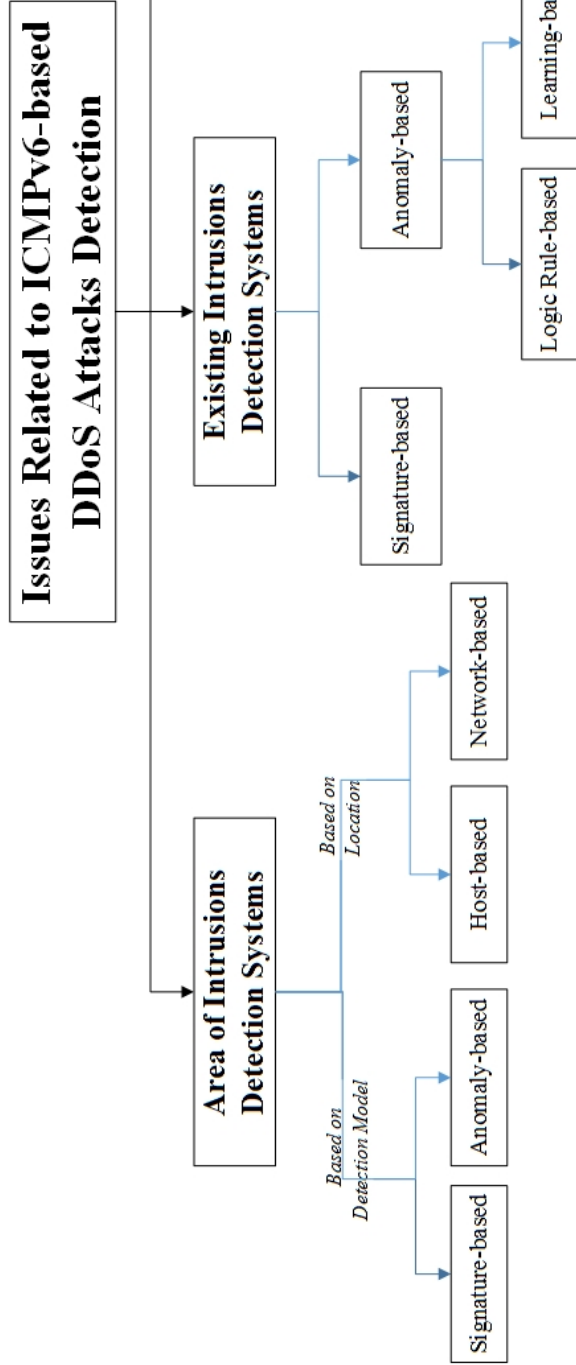 Issues Related to ICMPv6-based
DDoS Attacks Detection
Area of Intrusions
Detection Systems
Existing Intrusions
Detection Systems
Based on
Detection Model
Based on
Location
Signature-based
Anomaly-based
Host-based
Network-based
Signature-based
Anomaly-based
Logic Rule-based
Learning-ba